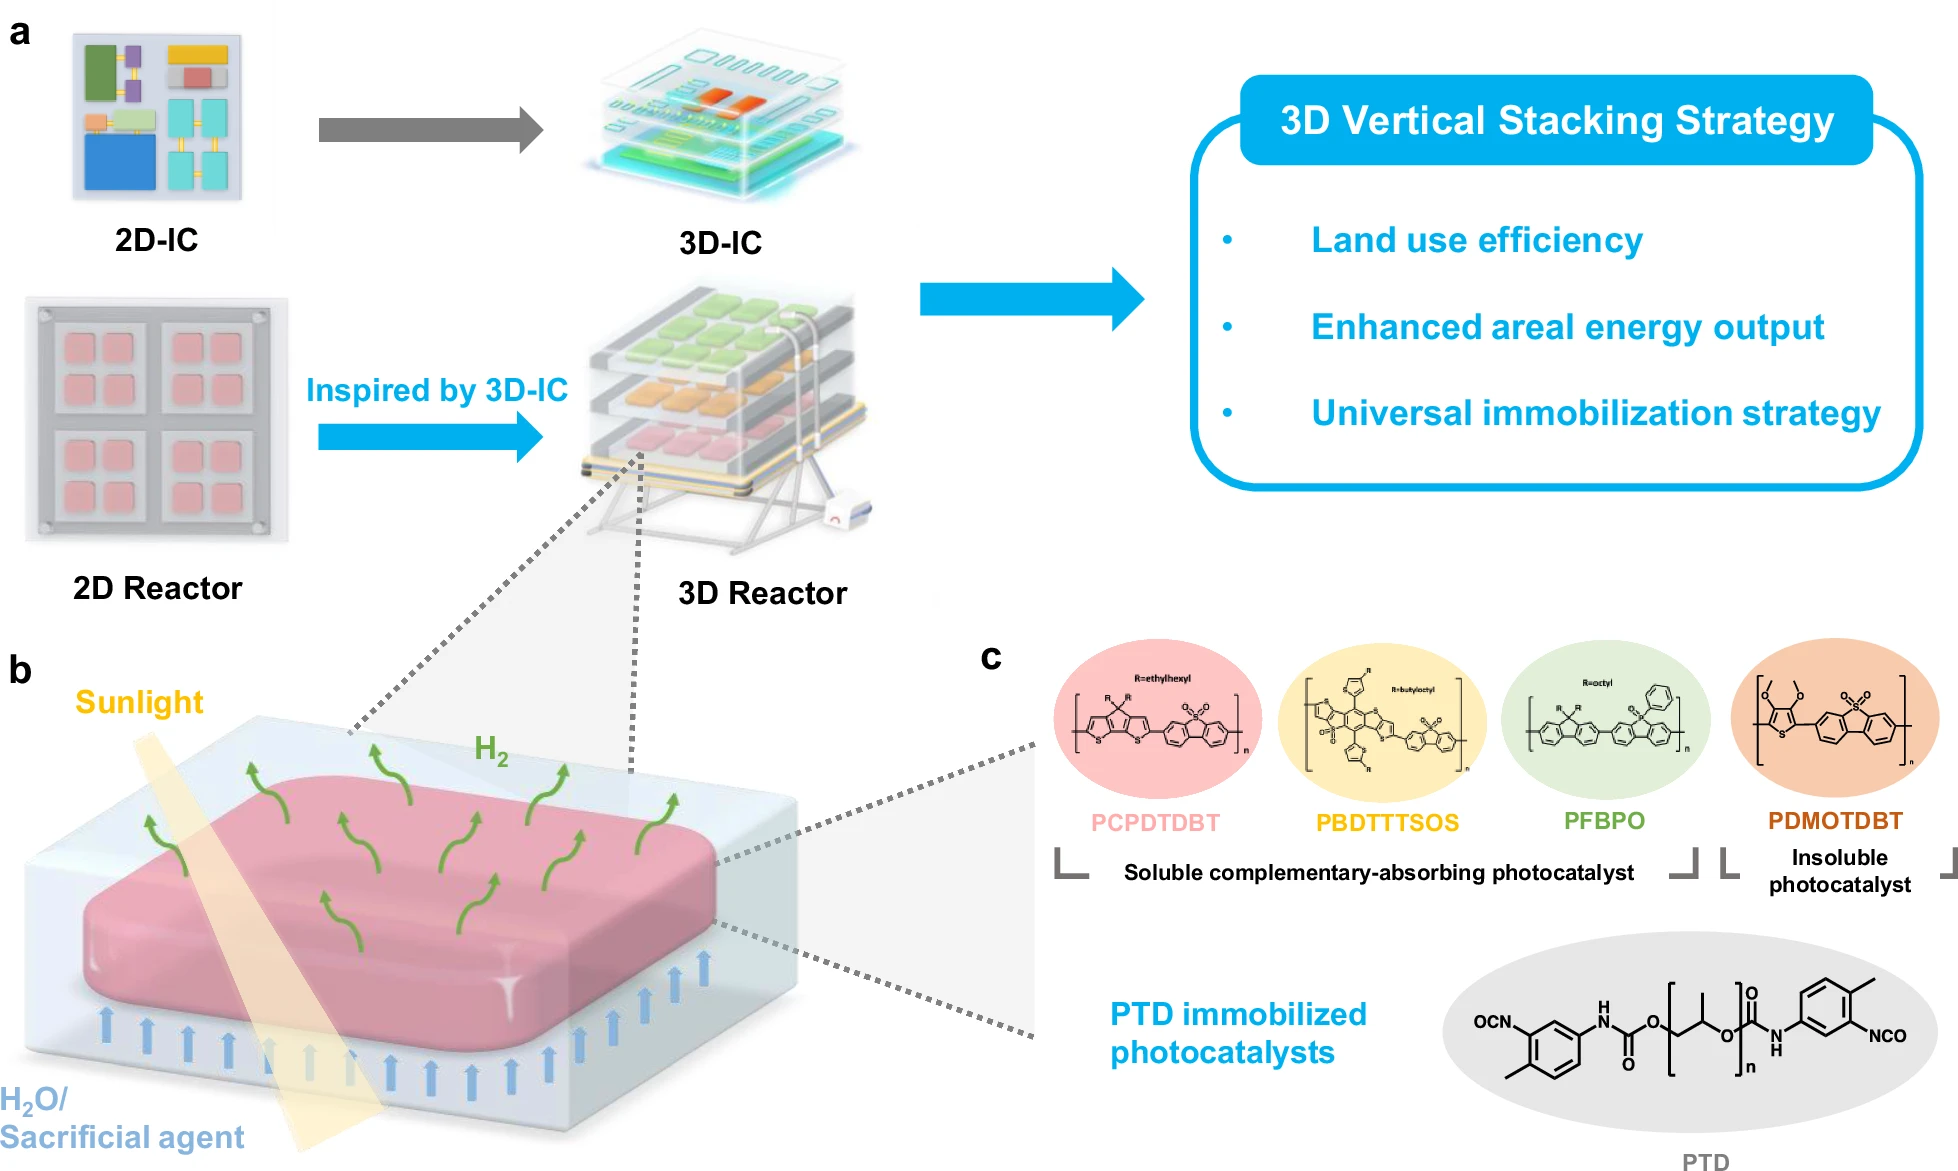 a
2D-IC
3D-IC
3D Vertical Stacking Strategy
• Land use efficiency
• Enhanced areal energy output
• Universal immobilization strategy
Inspired by 3D-IC
2D Reactor
3D Reactor
b
Sunlight
H2
H2O/
Sacrificial agent
c
R=ethylhexyl
R R
S S
O O
S
n
R=butyloctyl
R
S
S
S
O
O
S
S
O O
S
S
R
n
R=octyl
R R
O
P
n
O O
S
O O
S
n
PCPDTDBT
PBDTTTSOS
PFBPO
PDMOTDBT
Soluble complementary-absorbing photocatalyst
Insoluble
photocatalyst
PTD immobilized
photocatalysts
OCN
H
N
O
O
O
n
O
N
H
NCO
PTD